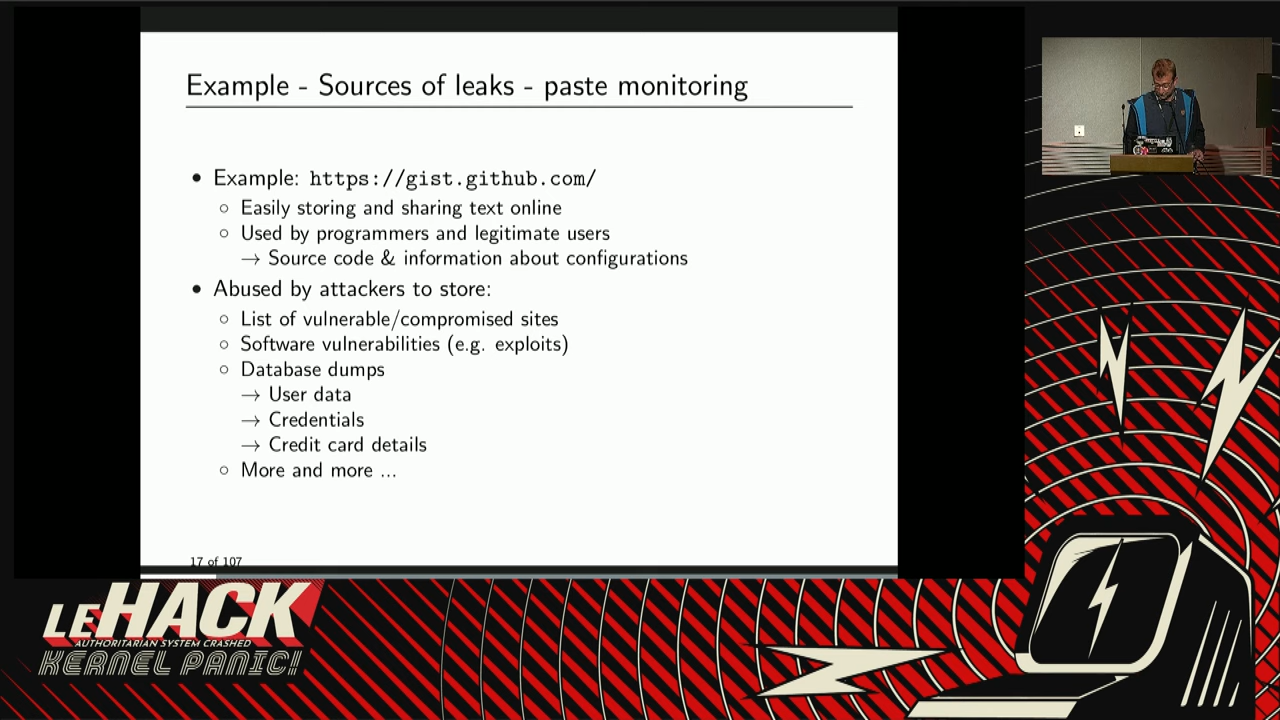 Example - Sources of leaks - paste monitoring
• Example: https://gist.github.com/
○ Easily storing and sharing text online
○ Used by programmers and legitimate users
→ Source code & information about configurations
• Abused by attackers to store:
○ List of vulnerable/compromised sites
○ Software vulnerabilities (e.g. exploits)
○ Database dumps
→ User data
→ Credentials
→ Credit card details
○ More and more ...
17 of 107
LEHACK
AUTHORITARIAN SYSTEM CRASHED
KERNEL PANIC!